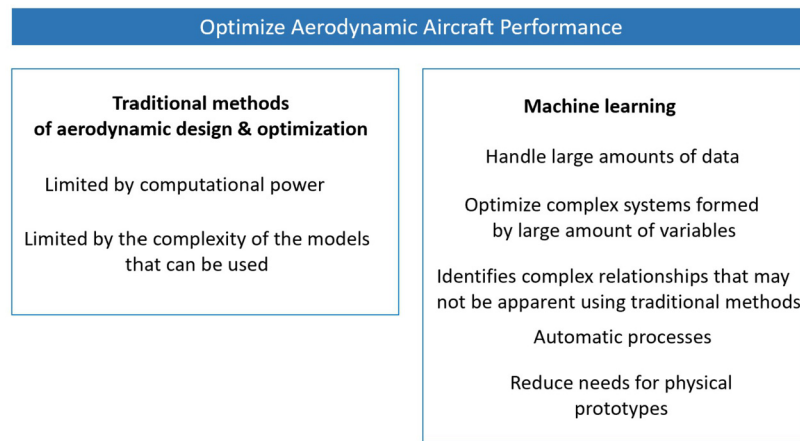 Optimize Aerodynamic Aircraft Performance
Traditional methods
of aerodynamic design & optimization
Limited by computational power
Limited by the complexity of the models
that can be used
Machine learning
Handle large amounts of data
Optimize complex systems formed
by large amount of variables
Identifies complex relationships that may
not be apparent using traditional methods
Automatic processes
Reduce needs for physical
prototypes